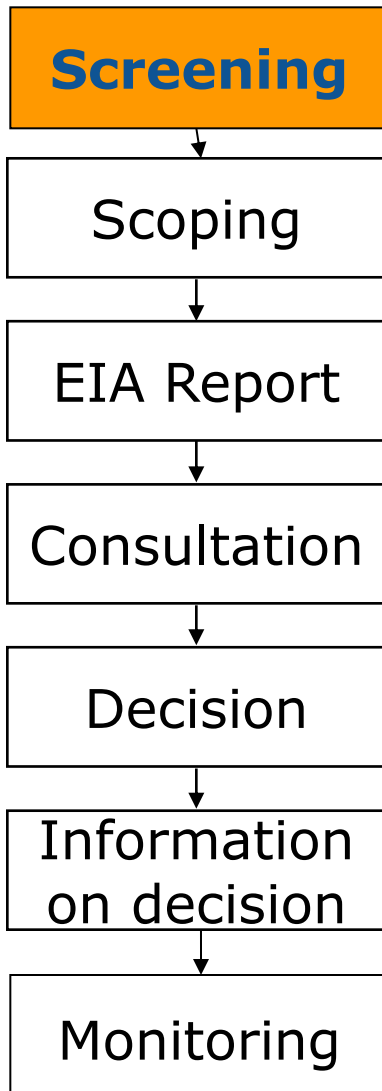 Screening
Scoping
EIA Report
Consultation
Decision
Information
on decision
Monitoring